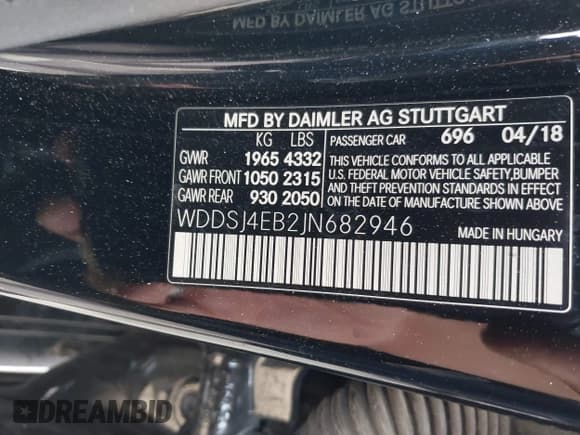 MFD BY DAIMLER AG STUTTGART
KG LBS PASSENGER CAR 696 04/18
GVWR 1965 4332
GAWR FRONT 1050 2315
GAWR REAR 930 2050
THIS VEHICLE CONFORMS TO ALL APPLICABLE
U.S. FEDERAL MOTOR VEHICLE SAFETY,BUMPER
AND THEFT PREVENTION STANDARDS IN EFFECT
ON DATE OF MANUFACTURE SHOWN ABOVE.
WDDSJ4EB2JN682946 MADE IN HUNGARY
DREAMBID